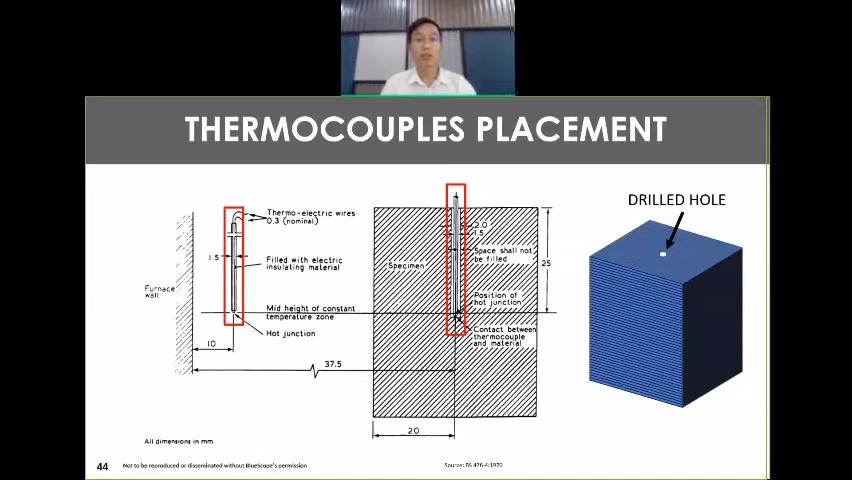 THERMOCOUPLES PLACEMENT
Thermo-electric wires
0.3 (nominal)
1.5
Filled with electric
insulating material
Furnace
wall
Mid height of constant
temperature zone
Hot junction
10
37.5
2.0
1.5
Space shall not
be filled
Specimen
25
Position of
hot junction
Contact between
thermocouple
and material
20
DRILLED HOLE
All dimensions in mm
44
Not to be reproduced or disseminated without BlueScope's permission
Source: BS 476-4:1970